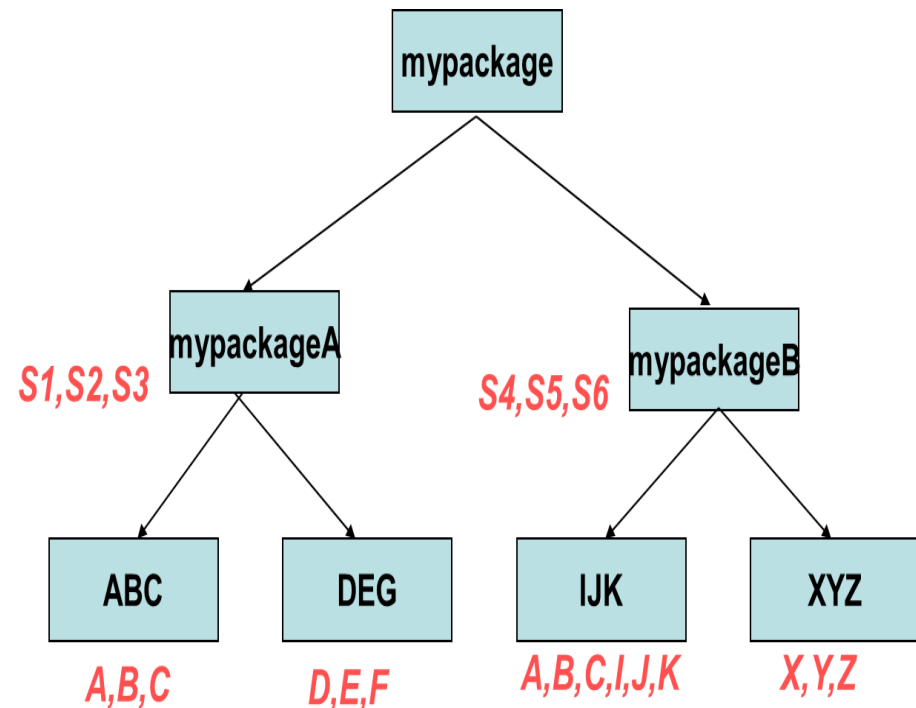 mypackage
mypackageA
mypackageB
S1,S2,S3
S4,S5,S6
ABC
DEG
IJK
XYZ
A,B,C
D,E,F
A,B,C,I,J,K
X,Y,Z